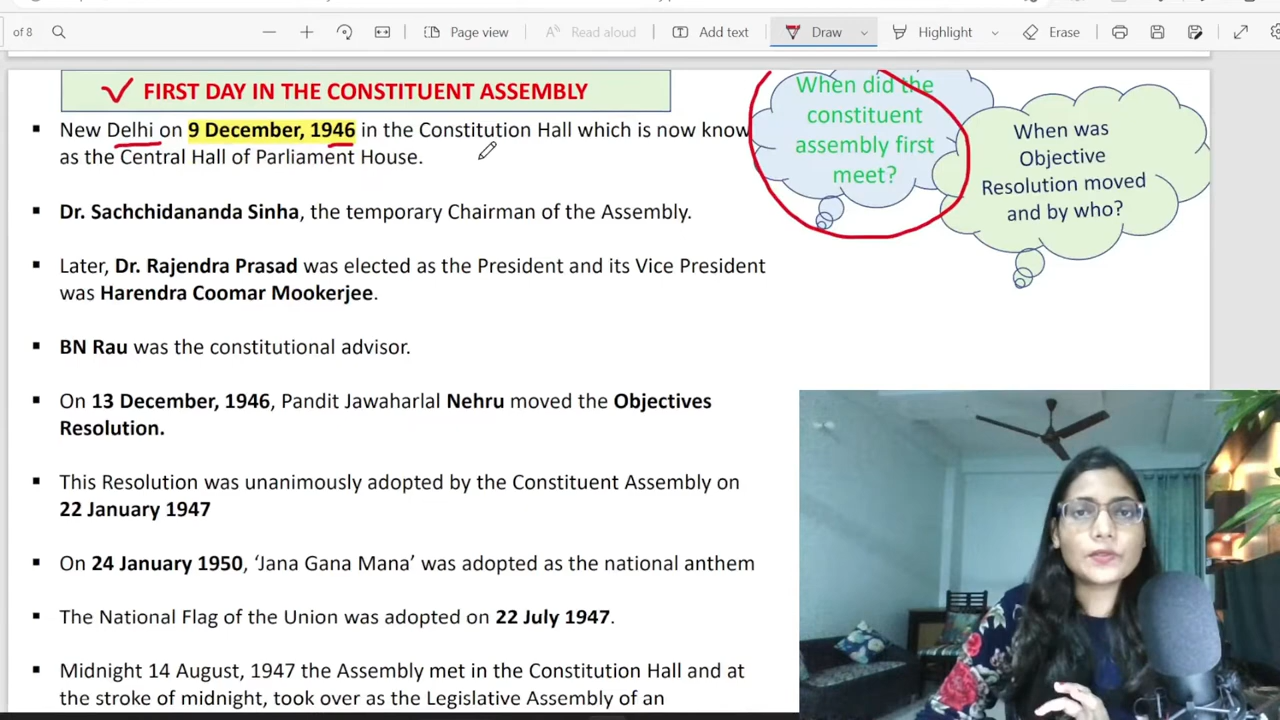 of 8
Page view
Read aloud
Add text
Draw
Highlight
Erase
FIRST DAY IN THE CONSTITUENT ASSEMBLY
▪ New Delhi on 9 December, 1946 in the Constitution Hall which is now know
as the Central Hall of Parliament House.
▪ Dr. Sachchidananda Sinha, the temporary Chairman of the Assembly.
▪ Later, Dr. Rajendra Prasad was elected as the President and its Vice President
was Harendra Coomar Mookerjee.
▪ BN Rau was the constitutional advisor.
▪ On 13 December, 1946, Pandit Jawaharlal Nehru moved the Objectives
Resolution.
▪ This Resolution was unanimously adopted by the Constituent Assembly on
22 January 1947
▪ On 24 January 1950, ‘Jana Gana Mana’ was adopted as the national anthem
▪ The National Flag of the Union was adopted on 22 July 1947.
▪ Midnight 14 August, 1947 the Assembly met in the Constitution Hall and at
the stroke of midnight, took over as the Legislative Assembly of an
When did the
constituent
assembly first
meet?
When was
Objective
Resolution moved
and by who?